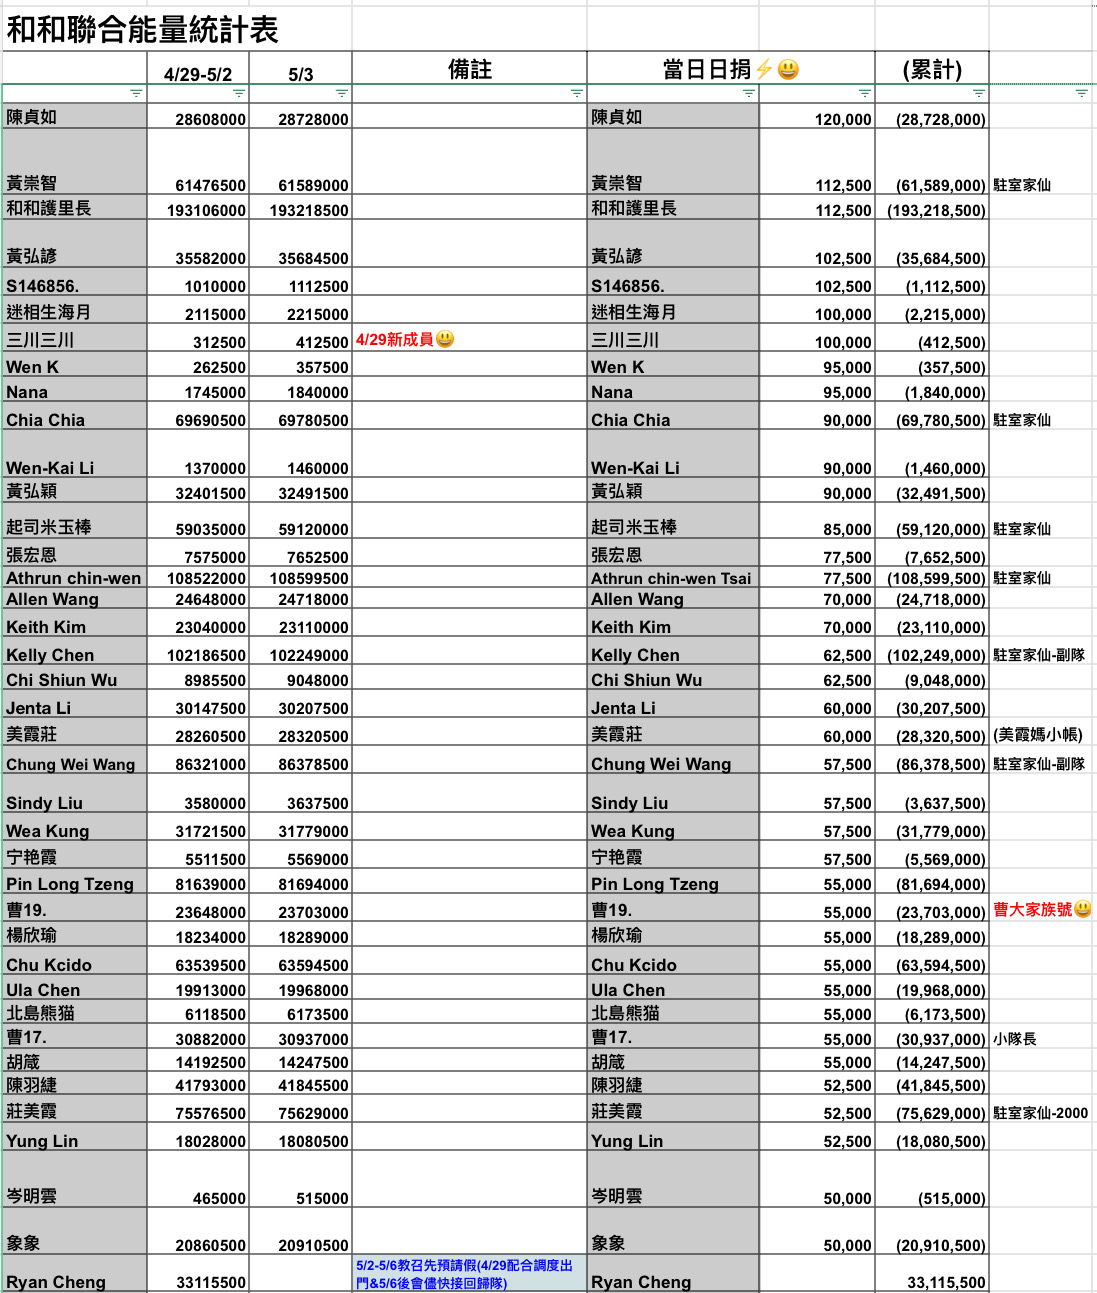 和和聯合能量統計表
4/29-5/2 5/3 備註 當日日捐⚡😃 (累計)
陳貞如 28608000 28728000 陳貞如 120,000 (28,728,000)
黃崇智 61476500 61589000 黃崇智 112,500 (61,589,000) 駐室家仙
和和護里長 193106000 193218500 和和護里長 112,500 (193,218,500)
黃弘諺 35582000 35684500 黃弘諺 102,500 (35,684,500)
S146856. 1010000 1112500 S146856. 102,500 (1,112,500)
迷相生海月 2115000 2215000 迷相生海月 100,000 (2,215,000)
三川三川 312500 412500 4/29新成員😃 三川三川 100,000 (412,500)
Wen K 262500 357500 Wen K 95,000 (357,500)
Nana 1745000 1840000 Nana 95,000 (1,840,000)
Chia Chia 69690500 69780500 Chia Chia 90,000 (69,780,500) 駐室家仙
Wen-Kai Li 1370000 1460000 Wen-Kai Li 90,000 (1,460,000)
黃弘穎 32401500 32491500 黃弘穎 90,000 (32,491,500)
起司米玉棒 59035000 59120000 起司米玉棒 85,000 (59,120,000) 駐室家仙
張宏恩 7575000 7652500 張宏恩 77,500 (7,652,500)
Athrun chin-wen 108522000 108599500 Athrun chin-wen Tsai 77,500 (108,599,500) 駐室家仙
Allen Wang 24648000 24718000 Allen Wang 70,000 (24,718,000)
Keith Kim 23040000 23110000 Keith Kim 70,000 (23,110,000)
Kelly Chen 102186500 102249000 Kelly Chen 62,500 (102,249,000) 駐室家仙-副隊
Chi Shiun Wu 8985500 9048000 Chi Shiun Wu 62,500 (9,048,000)
Jenta Li 30147500 30207500 Jenta Li 60,000 (30,207,500)
美霞莊 28260500 28320500 美霞莊 60,000 (28,320,500) (美霞媽小帳)
Chung Wei Wang 86321000 86378500 Chung Wei Wang 57,500 (86,378,500) 駐室家仙-副隊
Sindy Liu 3580000 3637500 Sindy Liu 57,500 (3,637,500)
Wea Kung 31721500 31779000 Wea Kung 57,500 (31,779,000)
宁艳霞 5511500 5569000 宁艳霞 57,500 (5,569,000)
Pin Long Tzeng 81639000 81694000 Pin Long Tzeng 55,000 (81,694,000)
曹19. 23648000 23703000 曹19. 55,000 (23,703,000) 曹大家族號😃
楊欣瑜 18234000 18289000 楊欣瑜 55,000 (18,289,000)
Chu Kcido 63539500 63594500 Chu Kcido 55,000 (63,594,500)
Ula Chen 19913000 19968000 Ula Chen 55,000 (19,968,000)
北島熊猫 6118500 6173500 北島熊猫 55,000 (6,173,500)
曹17. 30882000 30937000 曹17. 55,000 (30,937,000) 小隊長
胡箴 14192500 14247500 胡箴 55,000 (14,247,500)
陳羽緁 41793000 41845500 陳羽緁 52,500 (41,845,500)
莊美霞 75576500 75629000 莊美霞 52,500 (75,629,000) 駐室家仙-2000
Yung Lin 18028000 18080500 Yung Lin 52,500 (18,080,500)
岑明雲 465000 515000 岑明雲 50,000 (515,000)
象象 20860500 20910500 象象 50,000 (20,910,500)
5/2-5/6教召先預請假(4/29配合調度出
Ryan Cheng 33115500 門&5/6後會儘快接回歸隊) Ryan Cheng 33,115,500